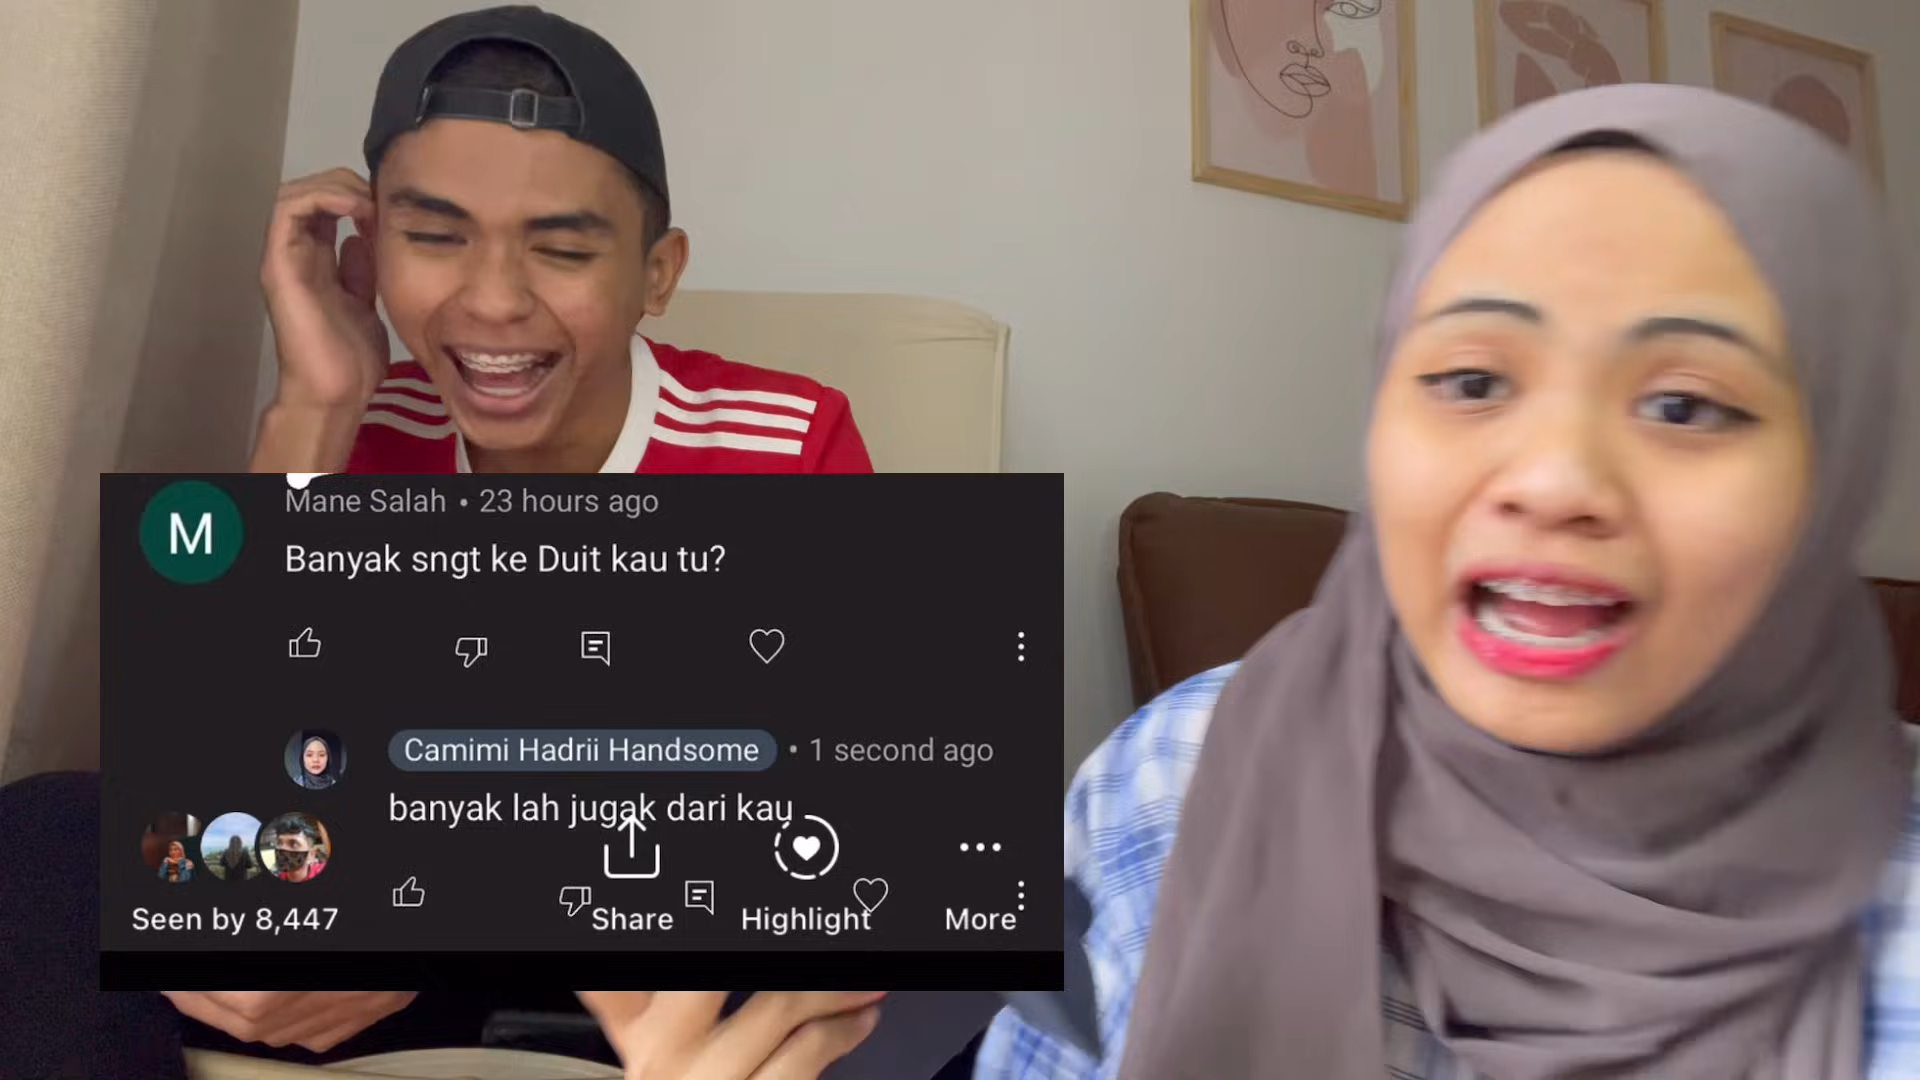 Mane Salah • 23 hours ago
M
Banyak sngt ke Duit kau tu?
Camimi Hadrii Handsome • 1 second ago
banyak lah jugak dari kau
Seen by 8,447
Share
Highlight
More